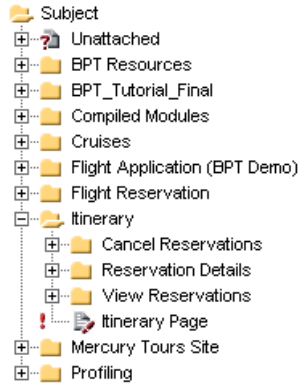 Subject
Unattached
BPT Resources
BPT_Tutorial_Final
Compiled Modules
Cruises
Flight Application (BPT Demo)
Flight Reservation
Itinerary
Cancel Reservations
Reservation Details
View Reservations
Itinerary Page
Mercury Tours Site
Profiling